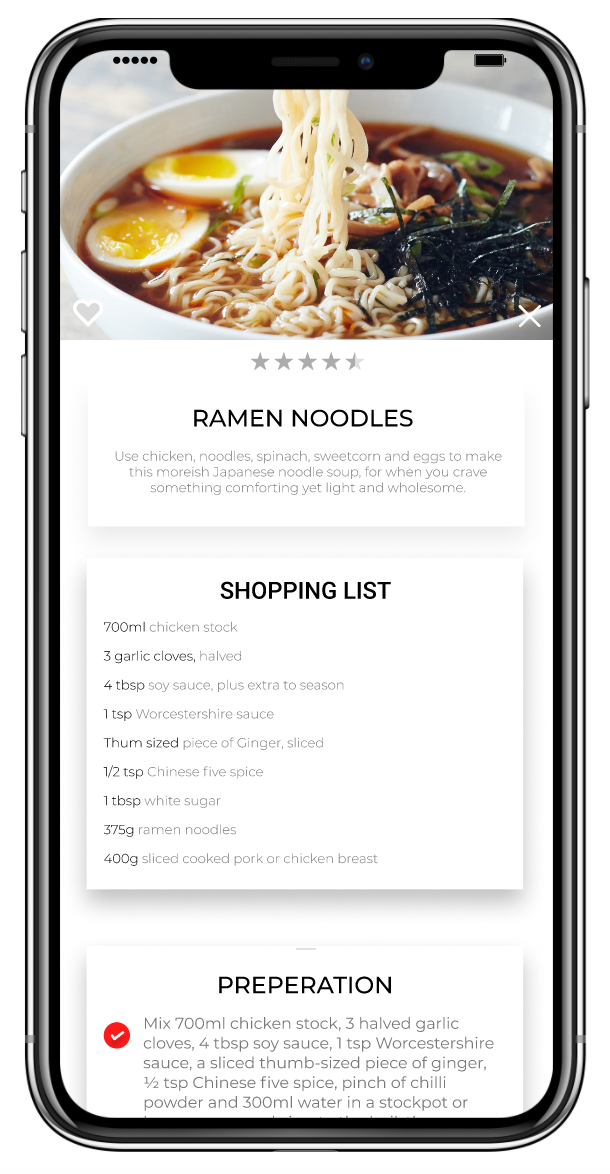 RAMEN NOODLES
Use chicken, noodles, spinach, sweetcorn and eggs to make
this moreish Japanese noodle soup, for when you crave
something comforting yet light and wholesome.
SHOPPING LIST
700ml chicken stock
3 garlic cloves, halved
4 tbsp soy sauce, plus extra to season
1 tsp Worcestershire sauce
Thum sized piece of Ginger, sliced
1/2 tsp Chinese five spice
1 tbsp white sugar
375g ramen noodles
400g sliced cooked pork or chicken breast
PREPERATION
Mix 700ml chicken stock, 3 halved garlic
cloves, 4 tbsp soy sauce, 1 tsp Worcestershire
sauce, a sliced thumb-sized piece of ginger,
½ tsp Chinese five spice, pinch of chilli
powder and 300ml water in a stockpot or